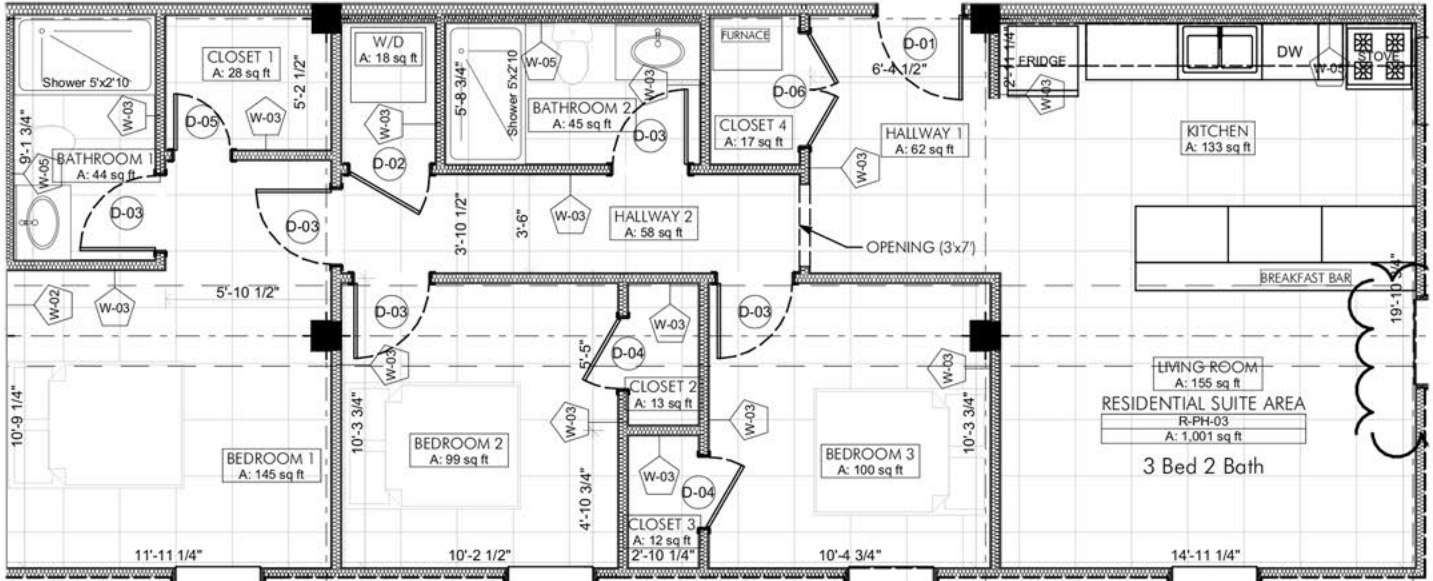 Shower 5'x2'10
9'-1 3/4"
W-03
W-05
BATHROOM 1
A: 44 sq ft
D-03
CLOSET 1
A: 28 sq ft
5'-2 1/2"
D-05
W-03
W/D
A: 18 sq ft
W-03
D-02
5'-8 3/4"
Shower 5'x2'10
W-05
W-03
BATHROOM 2
A: 45 sq ft
D-03
FURNACE
D-06
CLOSET 4
A: 17 sq ft
D-01
6'-4 1/2"
HALLWAY 1
A: 62 sq ft
W-03
2'-11 1/4"
FRIDGE
W-03
DW
W-05
STOVE
KITCHEN
A: 133 sq ft
D-03
3'-10 1/2"
3'-6"
W-03
HALLWAY 2
A: 58 sq ft
OPENING (3'x7')
BREAKFAST BAR
19'-10 3/4"
W-02
W-03
5'-10 1/2"
10'-9 1/4"
BEDROOM 1
A: 145 sq ft
11'-11 1/4"
D-03
W-03
10'-3 3/4"
BEDROOM 2
A: 99 sq ft
10'-2 1/2"
5'-5"
D-04
W-03
CLOSET 2
A: 13 sq ft
W-03
4'-10 3/4"
W-03
D-04
CLOSET 3
A: 12 sq ft
2'-10 1/4"
D-03
W-03
W-03
10'-3 3/4"
BEDROOM 3
A: 100 sq ft
10'-4 3/4"
LIVING ROOM
A: 155 sq ft
RESIDENTIAL SUITE AREA
R-PH-03
A: 1,001 sq ft
3 Bed 2 Bath
14'-11 1/4"